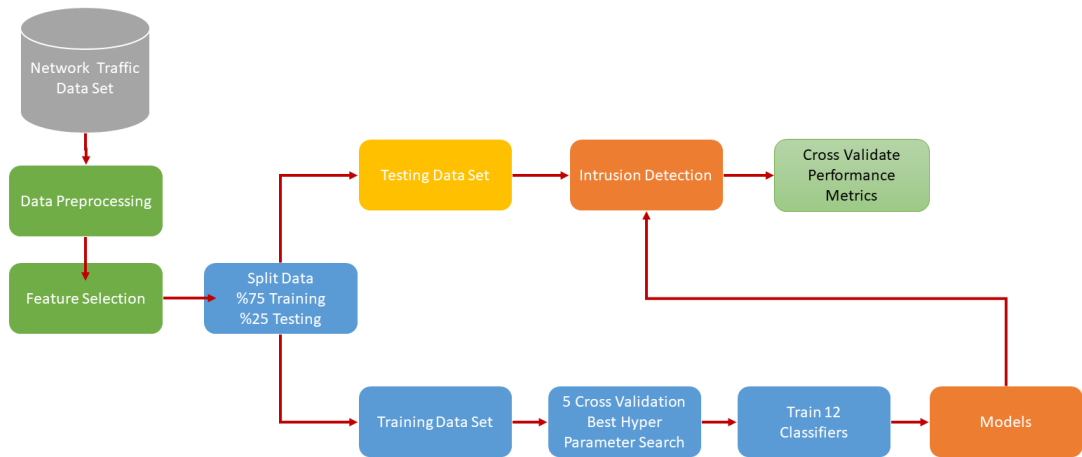 Network Traffic
Data Set
Data Preprocessing
Feature Selection
Split Data
%75 Training
%25 Testing
Testing Data Set
Intrusion Detection
Cross Validate
Performance
Metrics
Training Data Set
5 Cross Validation
Best Hyper
Parameter Search
Train 12
Classifiers
Models